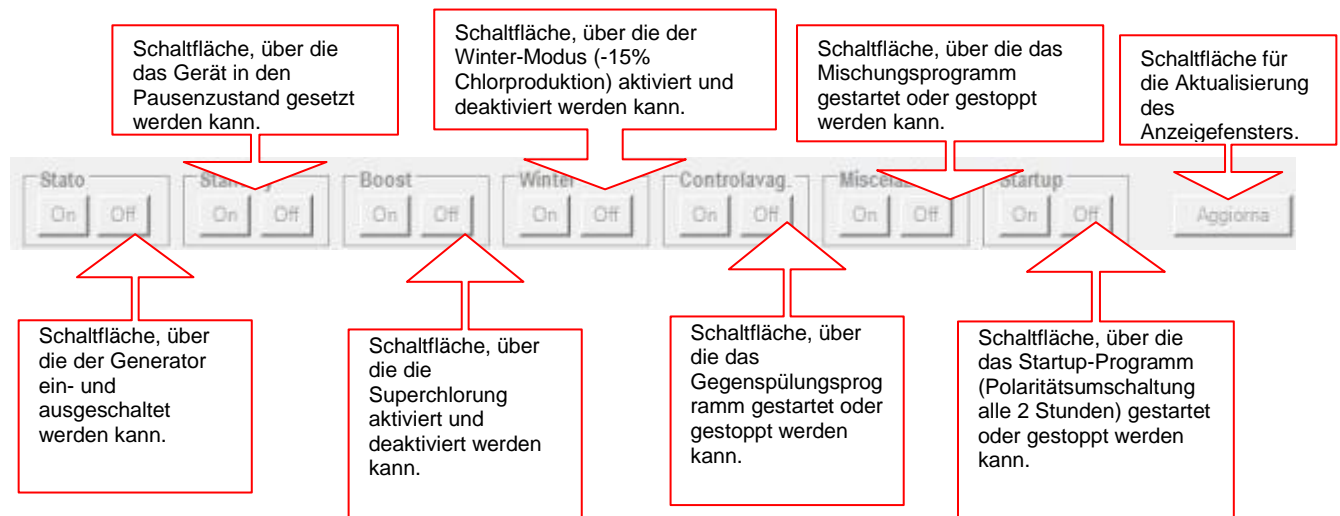 Schaltfläche, über die
das Gerät in den
Pausenzustand gesetzt
werden kann.
Schaltfläche, über die der
Winter-Modus (-15%
Chlorproduktion) aktiviert und
deaktiviert werden kann.
Schaltfläche, über die das
Mischungsprogramm
gestartet oder gestoppt
werden kann.
Schaltfläche für
die Aktualisierung
des
Anzeigefensters.
Stato
Boost
Winter
Controlavag.
Startup
On Off On Off On Off On Off On Off On Off On Off Aggiorna
Schaltfläche, über
die der Generator
ein- und
ausgeschaltet
werden kann.
Schaltfläche, über
die die
Superchlorung
aktiviert und
deaktiviert werden
kann.
Schaltfläche, über
die das
Gegenspülungsprog
ramm gestartet oder
gestoppt werden
kann.
Schaltfläche, über die
das Startup-Programm
(Polaritätsumschaltung
alle 2 Stunden) gestartet
oder gestoppt werden
kann.